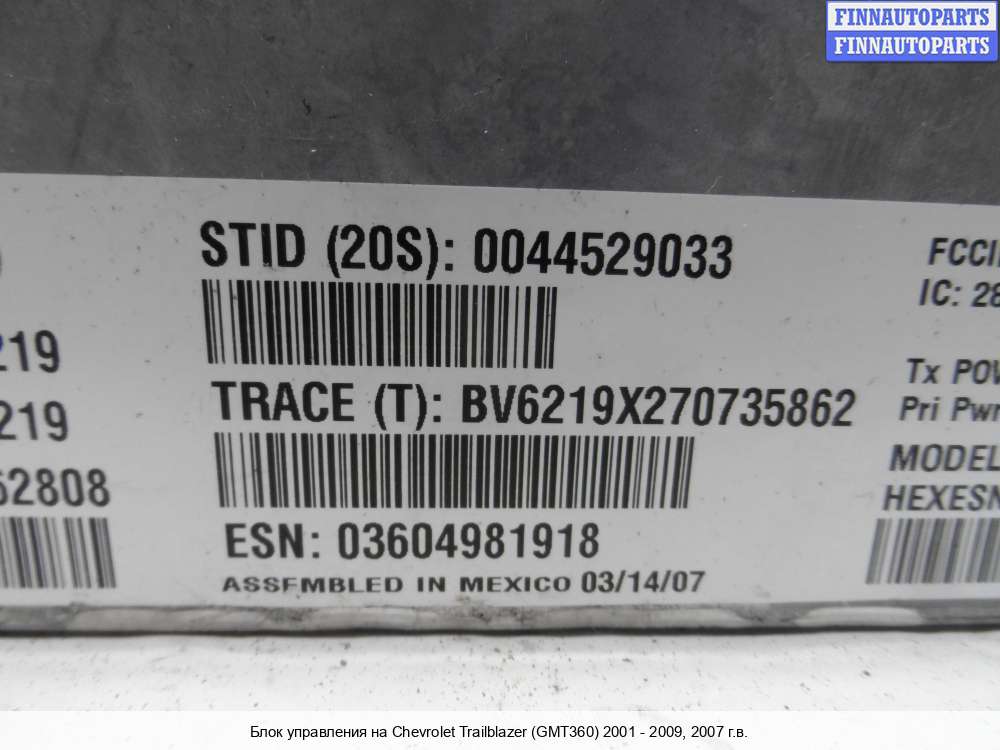 FINNAUTOPARTS
FINNAUTOPARTS
STID (20S): 0044529033
TRACE (T): BV6219X270735862
ESN: 03604981918
ASSEMBLED IN MEXICO 03/14/07
219
219
62808
FCCI
IC: 28
Tx POW
Pri Pwr
MODEL
HEXESN
Блок управления на Chevrolet Trailblazer (GMT360) 2001 - 2009, 2007 г.в.